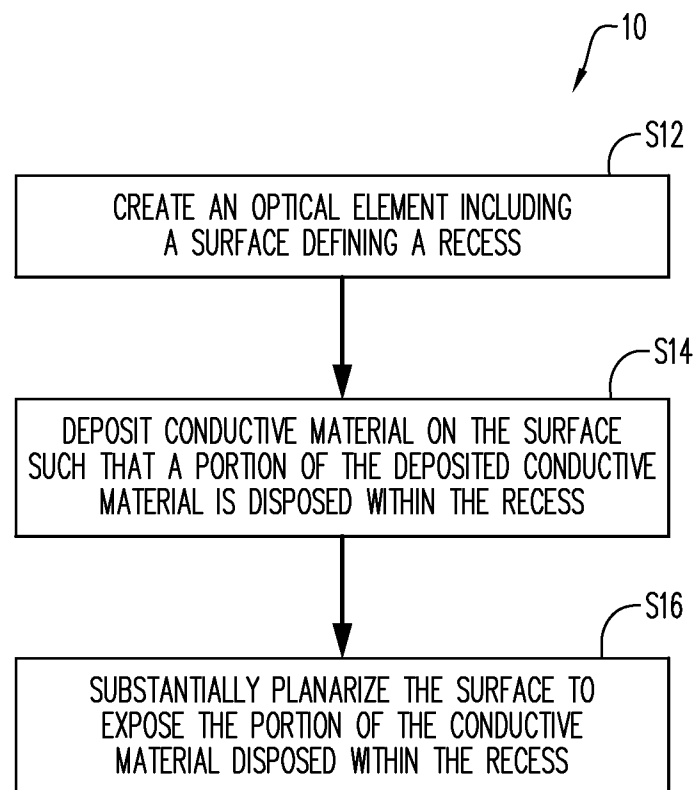 10
S12
CREATE AN OPTICAL ELEMENT INCLUDING
A SURFACE DEFINING A RECESS
S14
DEPOSIT CONDUCTIVE MATERIAL ON THE SURFACE
SUCH THAT A PORTION OF THE DEPOSITED CONDUCTIVE
MATERIAL IS DISPOSED WITHIN THE RECESS
S16
SUBSTANTIALLY PLANARIZE THE SURFACE TO
EXPOSE THE PORTION OF THE CONDUCTIVE
MATERIAL DISPOSED WITHIN THE RECESS